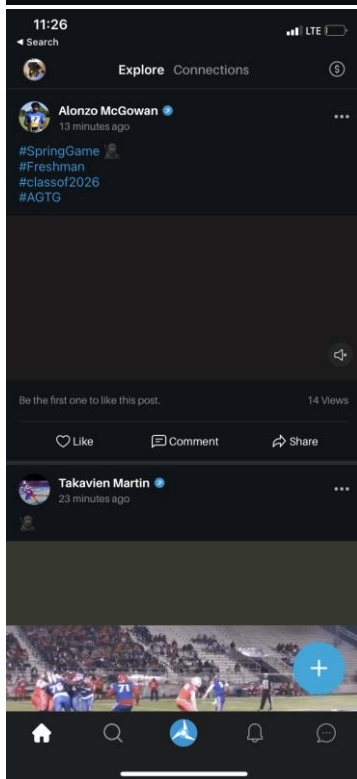 11:26
LTE
◀ Search
Explore Connections
$
Alonzo McGowan
13 minutes ago
#SpringGame 🥷
#Freshman
#classof2026
#AGTG
Be the first one to like this post.
14 Views
Like
Comment
Share
Takavien Martin
23 minutes ago
🥷
71